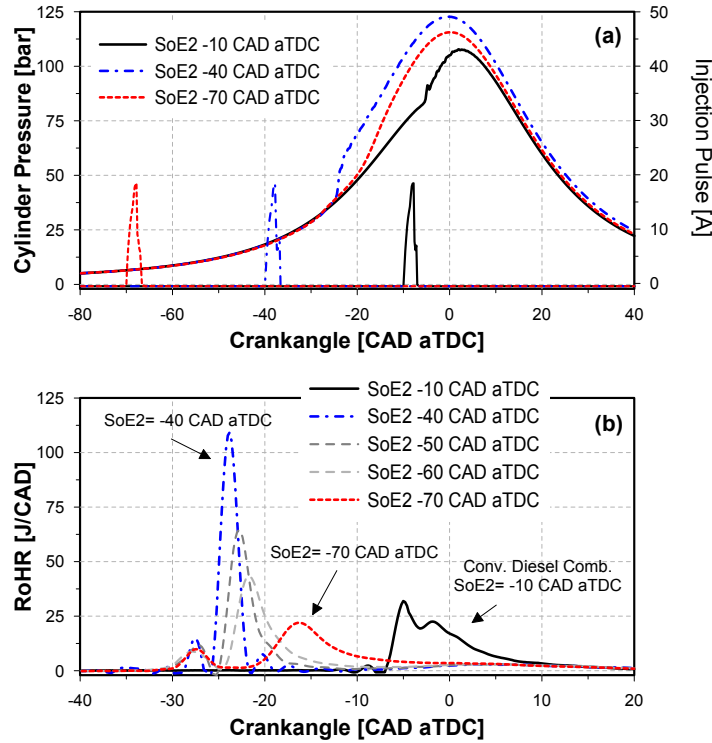 (a)
SoE2 -10 CAD aTDC
SoE2 -40 CAD aTDC
SoE2 -70 CAD aTDC
Cylinder Pressure [bar]
125
100
75
50
25
0
Injection Pulse [A]
50
40
30
20
10
0
-80 -60 -40 -20 0 20 40
Crankangle [CAD aTDC]
(b)
SoE2 -10 CAD aTDC
SoE2 -40 CAD aTDC
SoE2 -50 CAD aTDC
SoE2 -60 CAD aTDC
SoE2 -70 CAD aTDC
SoE2= -40 CAD aTDC
SoE2= -70 CAD aTDC
Conv. Diesel Comb.
SoE2= -10 CAD aTDC
RoHR [J/CAD]
125
100
75
50
25
0
-40 -30 -20 -10 0 10 20
Crankangle [CAD aTDC]